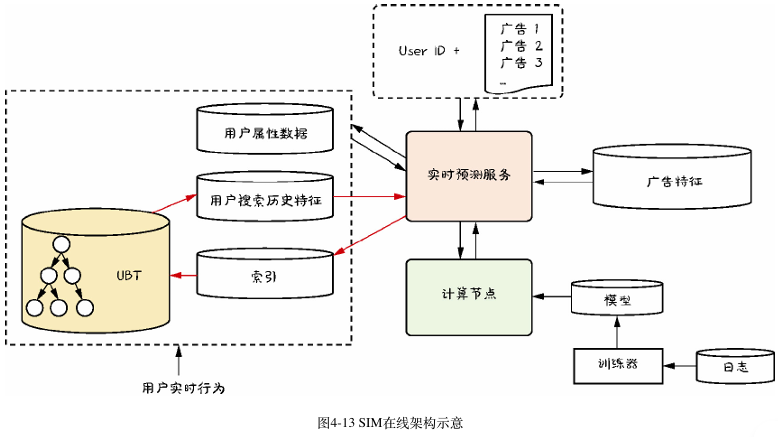 User ID +
广告 1
广告 2
广告 3
…
用户属性数据
用户搜索历史特征
索引
UBT
实时预测服务
广告特征
计算节点
模型
训练器
日志
用户实时行为
图4-13 SIM在线架构示意